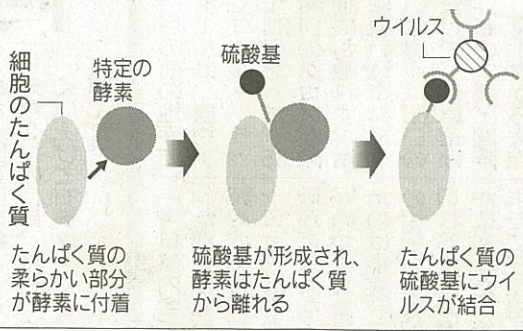 細胞のたんぱく質
特定の
酵素
硫酸基
ウイルス
たんぱく質の
柔らかい部分
が酵素に付着
硫酸基が形成され、
酵素はたんぱく質
から離れる
たんぱく質の
硫酸基にウイ
ルスが結合